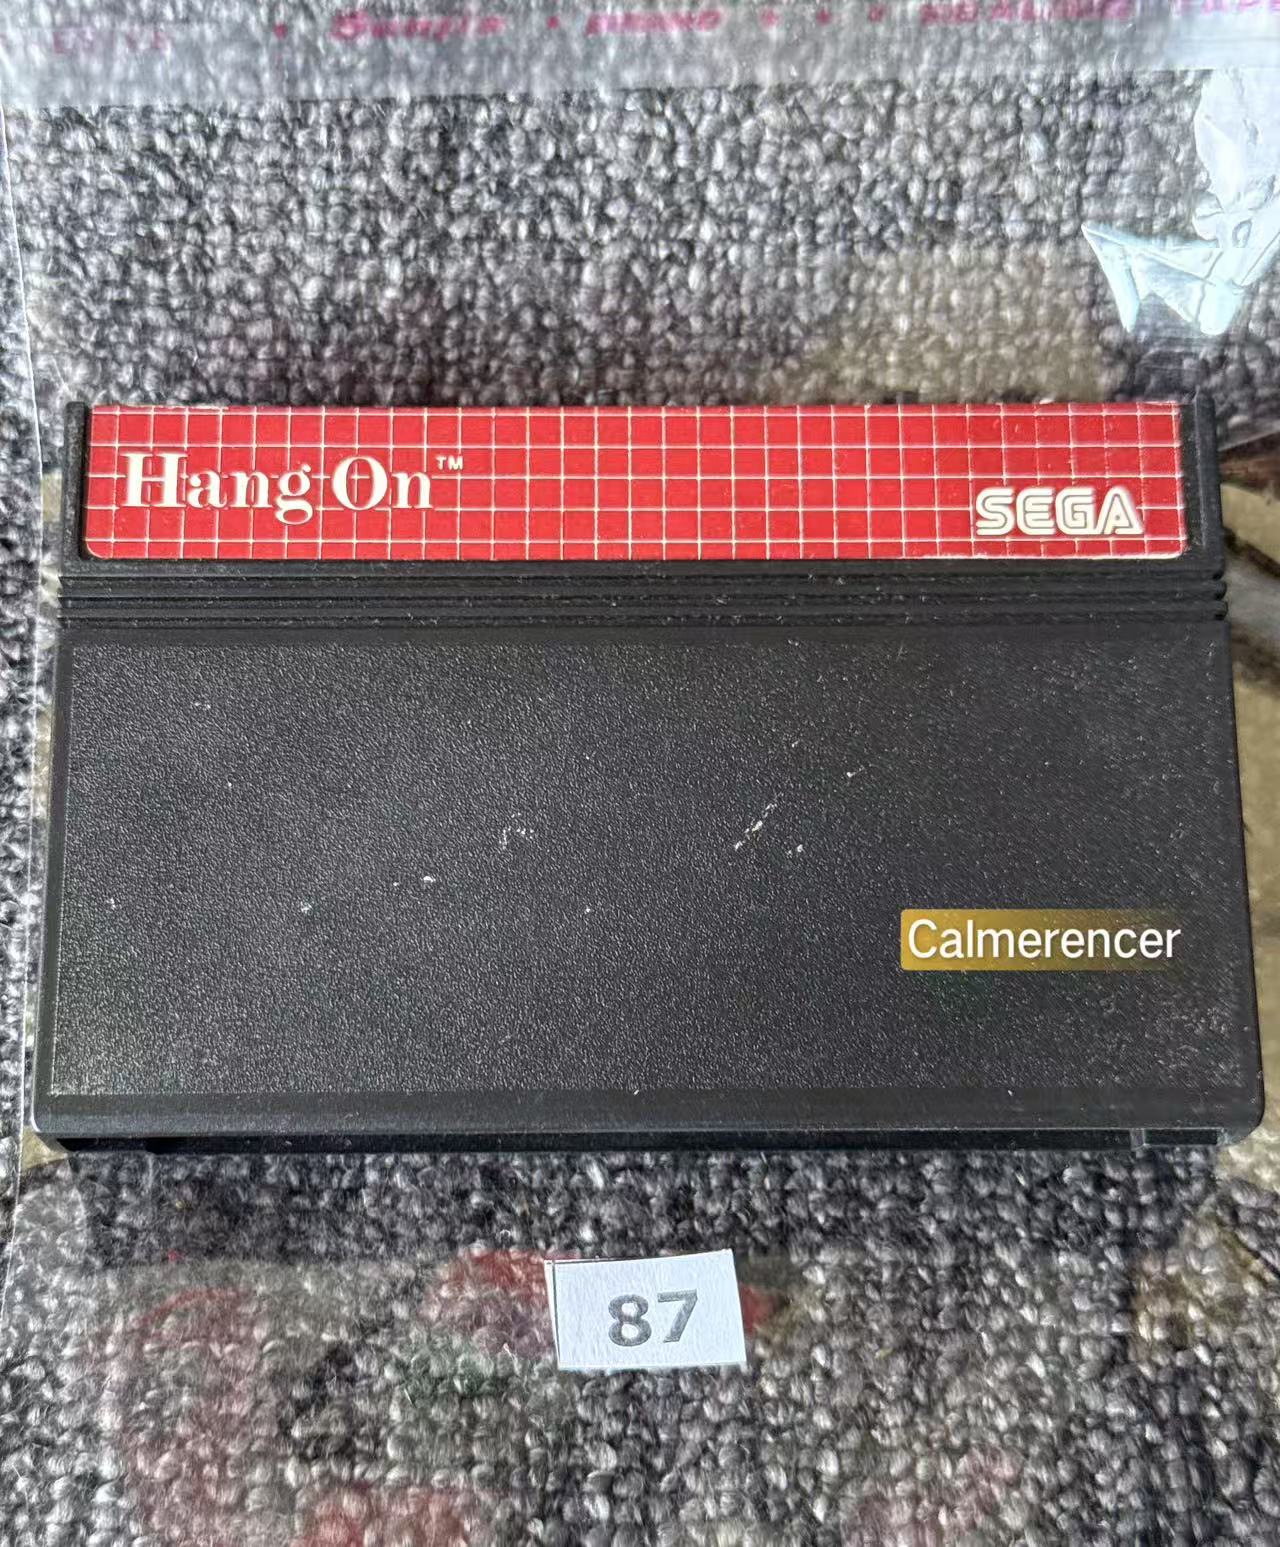 Hang-On™
SEGA
Calmerencer
87